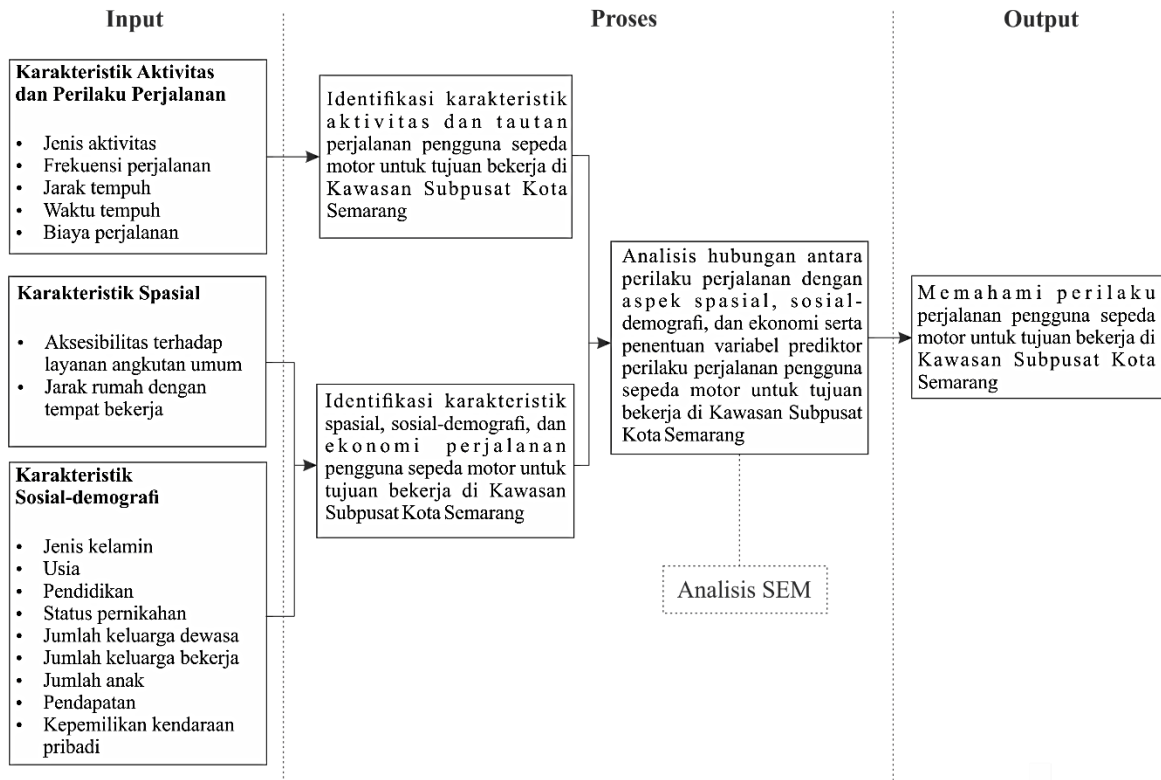 Input
Proses
Output
Karakteristik Aktivitas
dan Perilaku Perjalanan
• Jenis aktivitas
• Frekuensi perjalanan
• Jarak tempuh
• Waktu tempuh
• Biaya perjalanan
Karakteristik Spasial
• Aksesibilitas terhadap
layanan angkutan umum
• Jarak rumah dengan
tempat bekerja
Karakteristik
Sosial-demografi
• Jenis kelamin
• Usia
• Pendidikan
• Status pernikahan
• Jumlah keluarga dewasa
• Jumlah keluarga bekerja
• Jumlah anak
• Pendapatan
• Kepemilikan kendaraan
pribadi
Identifikasi karakteristik
aktivitas dan tautan
perjalanan pengguna sepeda
motor untuk tujuan bekerja di
Kawasan Subpusat Kota
Semarang
Identifikasi karakteristik
spasial, sosial-demografi, dan
ekonomi perjalanan
pengguna sepeda motor untuk
tujuan bekerja di Kawasan
Subpusat Kota Semarang
Analisis hubungan antara
perilaku perjalanan dengan
aspek spasial, sosial-
demografi, dan ekonomi serta
penentuan variabel prediktor
perilaku perjalanan pengguna
sepeda motor untuk tujuan
bekerja di Kawasan Subpusat
Kota Semarang
Analisis SEM
Memahami perilaku
perjalanan pengguna sepeda
motor untuk tujuan bekerja di
Kawasan Subpusat Kota
Semarang